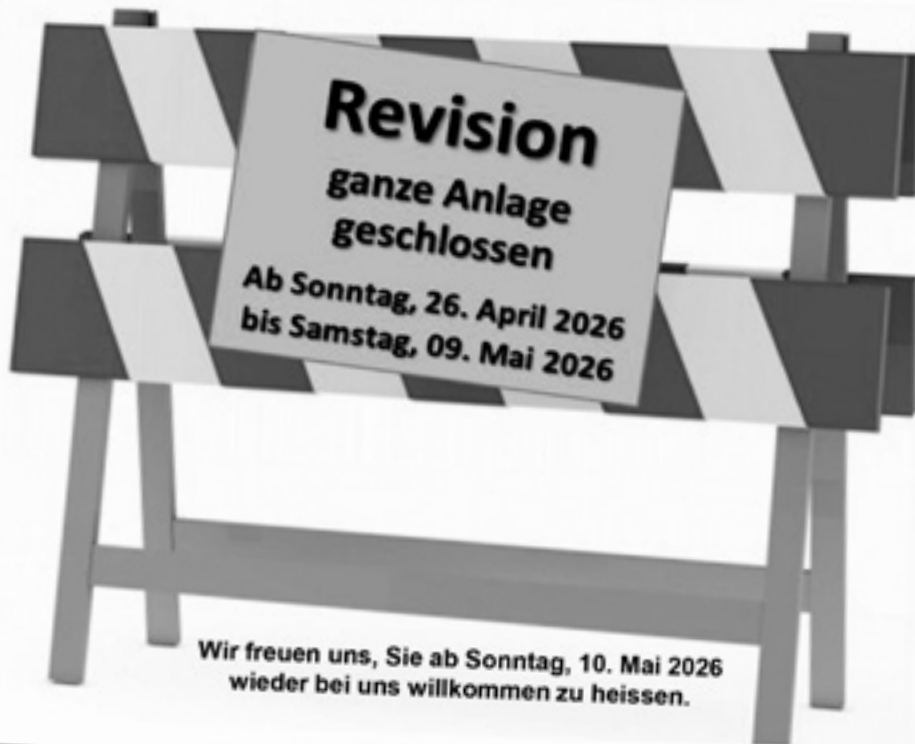 Revision
ganze Anlage
geschlossen
Ab Sonntag, 26. April 2026
bis Samstag, 09. Mai 2026
Wir freuen uns, Sie ab Sonntag, 10. Mai 2026
wieder bei uns willkommen zu heissen.